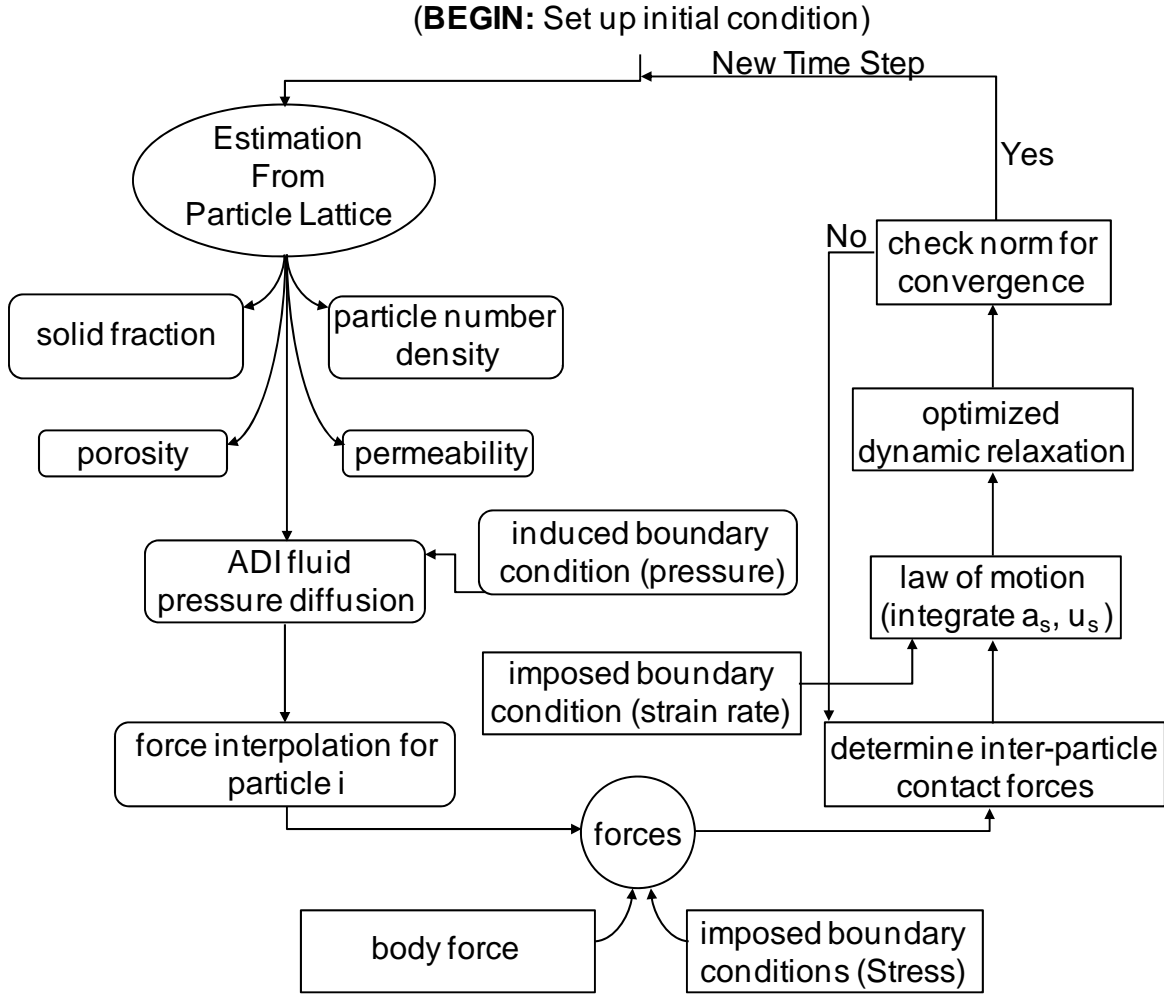 (BEGIN: Set up initial condition)
New Time Step
Estimation
From
Particle Lattice
Yes
No
check norm for
convergence
solid fraction
particle number
density
optimized
dynamic relaxation
porosity
permeability
induced boundary
condition (pressure)
ADI fluid
pressure diffusion
law of motion
(integrate as, us)
imposed boundary
condition (strain rate)
force interpolation for
particle i
determine inter-particle
contact forces
forces
body force
imposed boundary
conditions (Stress)